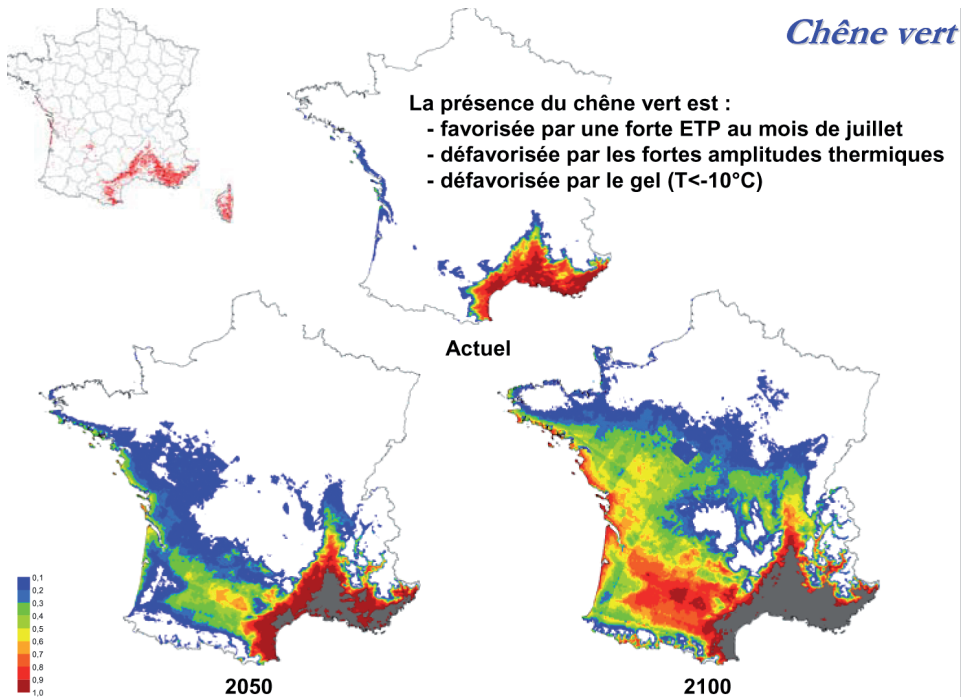 Chêne vert
La présence du chêne vert est :
- favorisée par une forte ETP au mois de juillet
- défavorisée par les fortes amplitudes thermiques
- défavorisée par le gel (T<-10°C)
Actuel
0,1
0,2
0,3
0,4
0,5
0,6
0,7
0,8
0,9
1,0
2050
2100